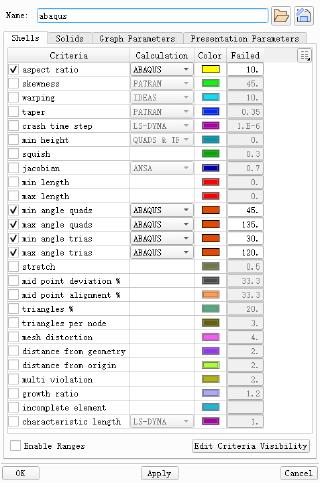 Name: abaqus
Shells Solids Graph Parameters Presentation Parameters
Criteria Calculation Color Failed
aspect ratio ABAQUS 10.
skewness PATRAN 45.
warping IDEAS 10.
taper PATRAN 0.35
crash time step LS-DYNA 1.E-6
min height QUADS & TR 0.
squish 0.3
jacobian ANSA 0.7
min length 0.
max length 0.
min angle quads ABAQUS 45.
max angle quads ABAQUS 135.
min angle trias ABAQUS 30.
max angle trias ABAQUS 120.
stretch 0.5
mid point deviation % 33.3
mid point alignment % 33.3
triangles % 20.
triangles per node 3.
mesh distortion 4.
distance from geometry 2.
distance from origin 2.
multi violation 2.
growth ratio 1.2
incomplete element
characteristic length LS-DYNA 1.
Enable Ranges Edit Criteria Visibility
OK Apply Cancel